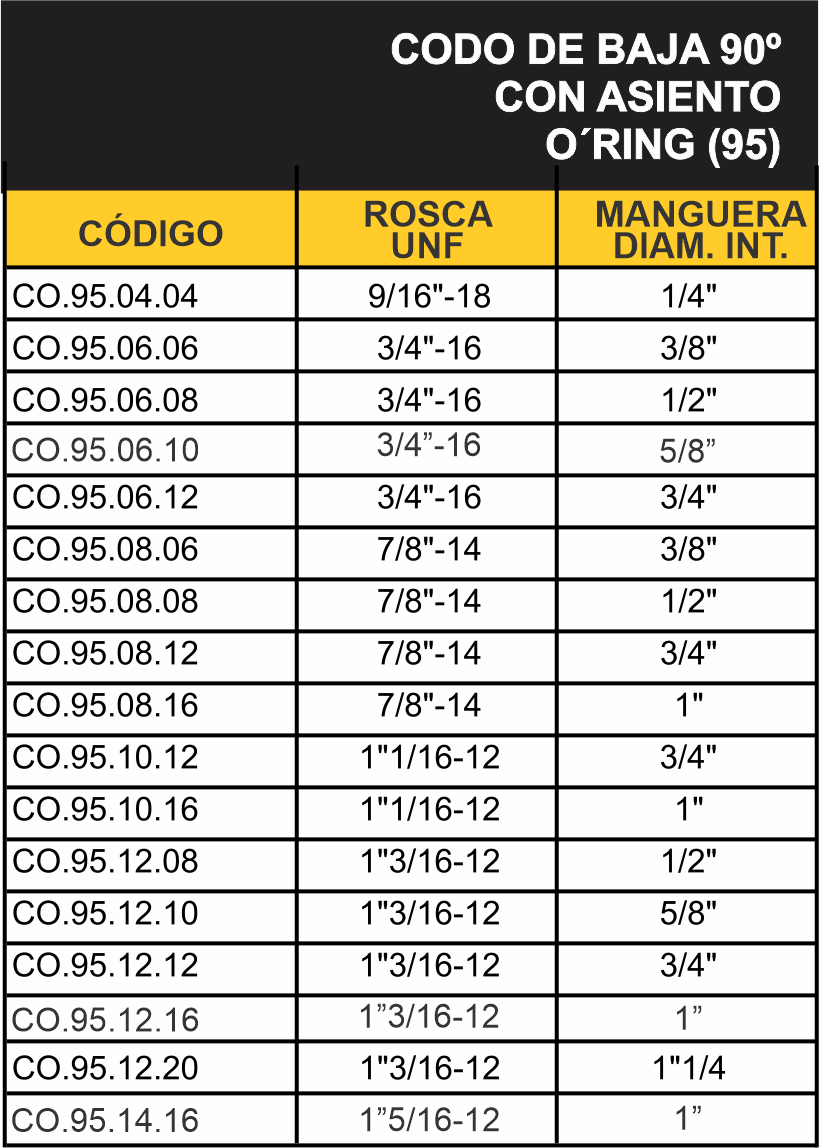 CODO DE BAJA 90º
CON ASIENTO
O´RING (95)
CÓDIGO ROSCA UNF MANGUERA DIAM. INT.
CO.95.04.04 9/16"-18 1/4"
CO.95.06.06 3/4"-16 3/8"
CO.95.06.08 3/4"-16 1/2"
CO.95.06.10 3/4”-16 5/8”
CO.95.06.12 3/4"-16 3/4"
CO.95.08.06 7/8"-14 3/8"
CO.95.08.08 7/8"-14 1/2"
CO.95.08.12 7/8"-14 3/4"
CO.95.08.16 7/8"-14 1"
CO.95.10.12 1"1/16-12 3/4"
CO.95.10.16 1"1/16-12 1"
CO.95.12.08 1"3/16-12 1/2"
CO.95.12.10 1"3/16-12 5/8"
CO.95.12.12 1"3/16-12 3/4"
CO.95.12.16 1”3/16-12 1”
CO.95.12.20 1"3/16-12 1"1/4
CO.95.14.16 1”5/16-12 1”